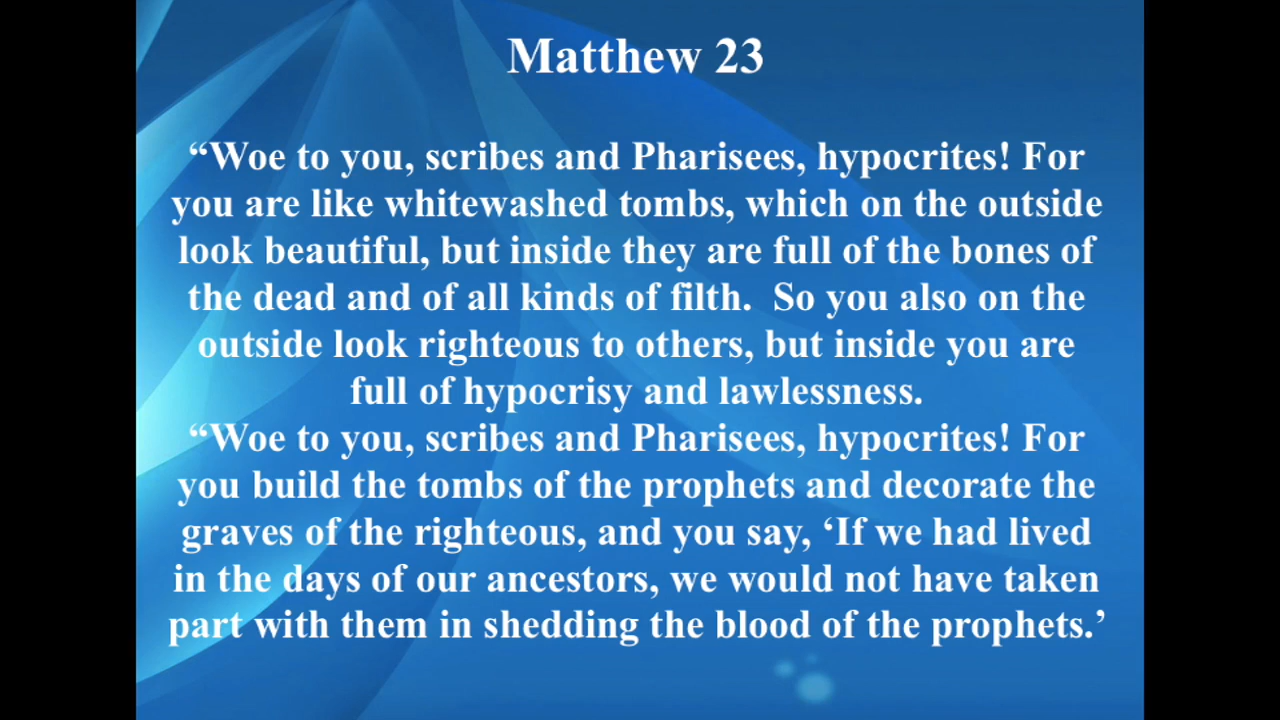 Matthew 23
“Woe to you, scribes and Pharisees, hypocrites! For
you are like whitewashed tombs, which on the outside
look beautiful, but inside they are full of the bones of
the dead and of all kinds of filth.  So you also on the
outside look righteous to others, but inside you are
full of hypocrisy and lawlessness.
“Woe to you, scribes and Pharisees, hypocrites! For
you build the tombs of the prophets and decorate the
graves of the righteous, and you say, ‘If we had lived
in the days of our ancestors, we would not have taken
part with them in shedding the blood of the prophets.’